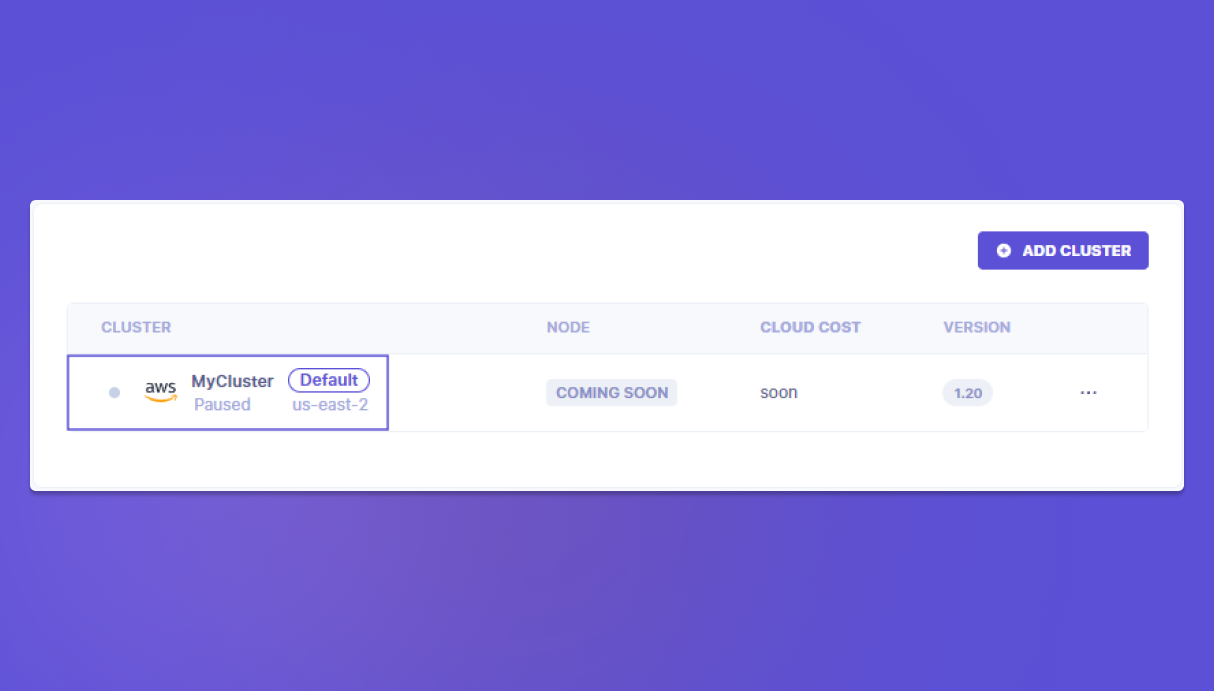 ADD CLUSTER
CLUSTER NODE CLOUD COST VERSION
aws MyCluster Default COMING SOON soon 1.20 ...
Paused us-east-2